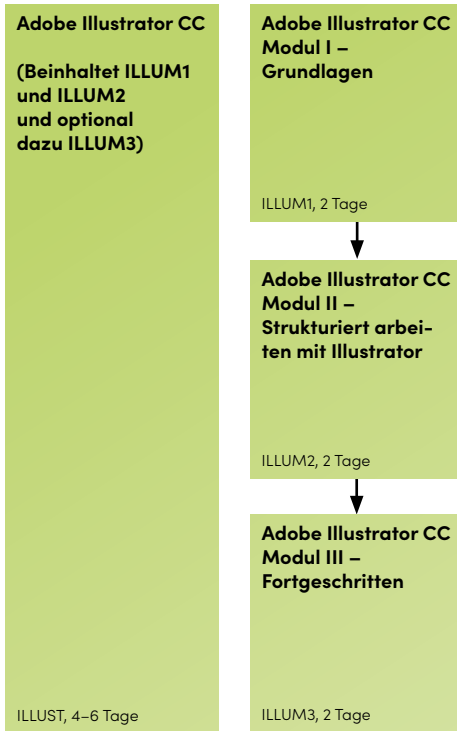 Adobe Illustrator CC
(Beinhaltet ILLUM1
und ILLUM2
und optional
dazu ILLUM3)
ILLUST, 4–6 Tage
Adobe Illustrator CC
Modul I –
Grundlagen
ILLUM1, 2 Tage
Adobe Illustrator CC
Modul II –
Strukturiert arbei-
ten mit Illustrator
ILLUM2, 2 Tage
Adobe Illustrator CC
Modul III –
Fortgeschritten
ILLUM3, 2 Tage